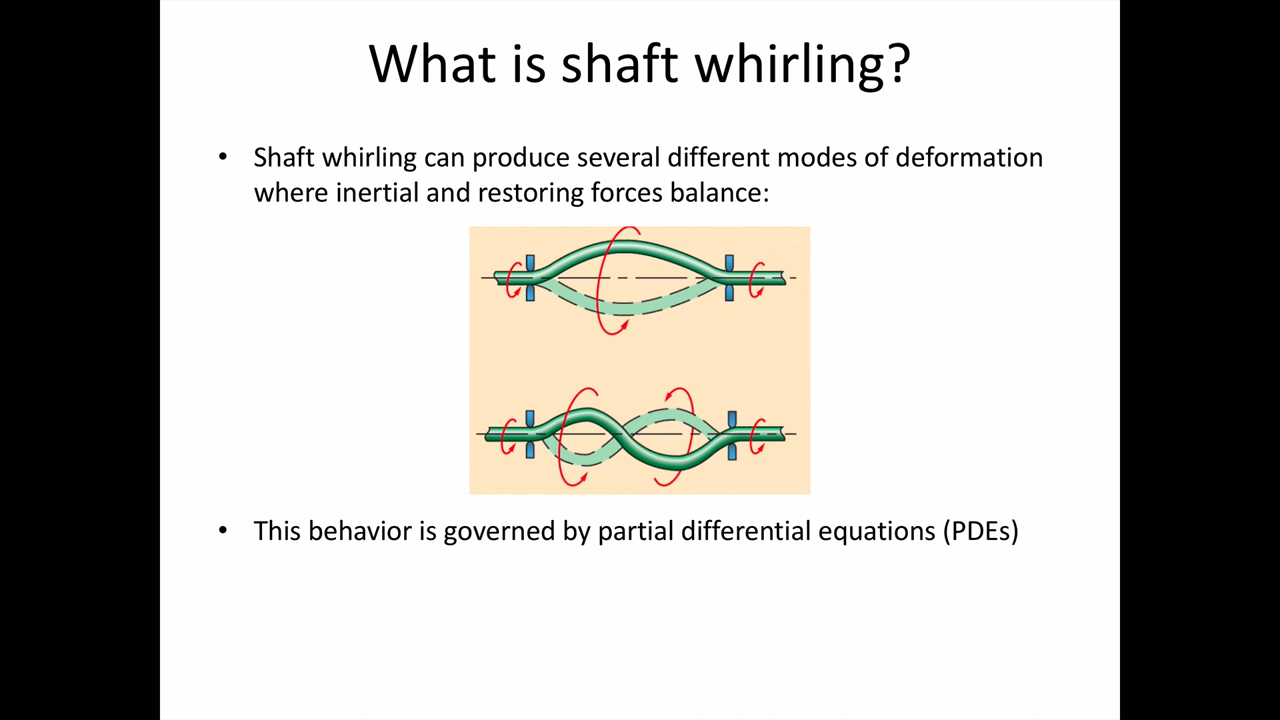 What is shaft whirling?
• Shaft whirling can produce several different modes of deformation
where inertial and restoring forces balance:
• This behavior is governed by partial differential equations (PDEs)